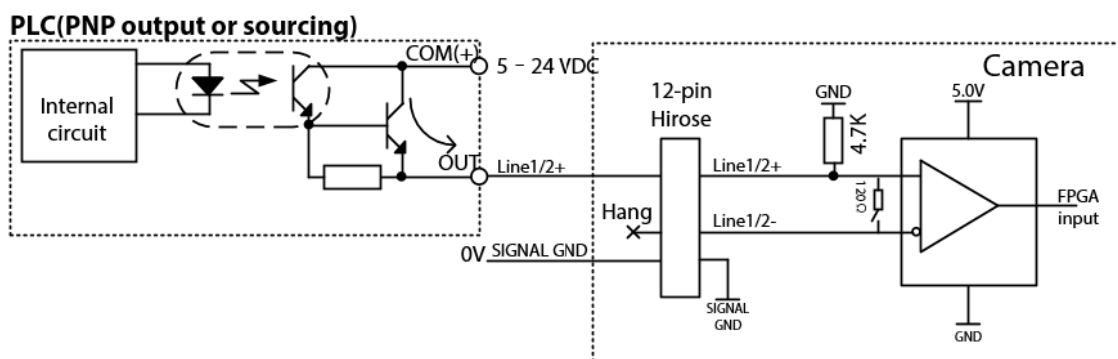 PLC(PNP output or sourcing)
Internal
circuit
COM(+)
5 - 24 VDC
OUT
Line1/2+
0V
SIGNAL GND
Hang
12-pin
Hirose
Camera
GND
4.7K
5.0V
Line1/2+
120Ω
Line1/2-
FPGA
input
SIGNAL
GND
GND